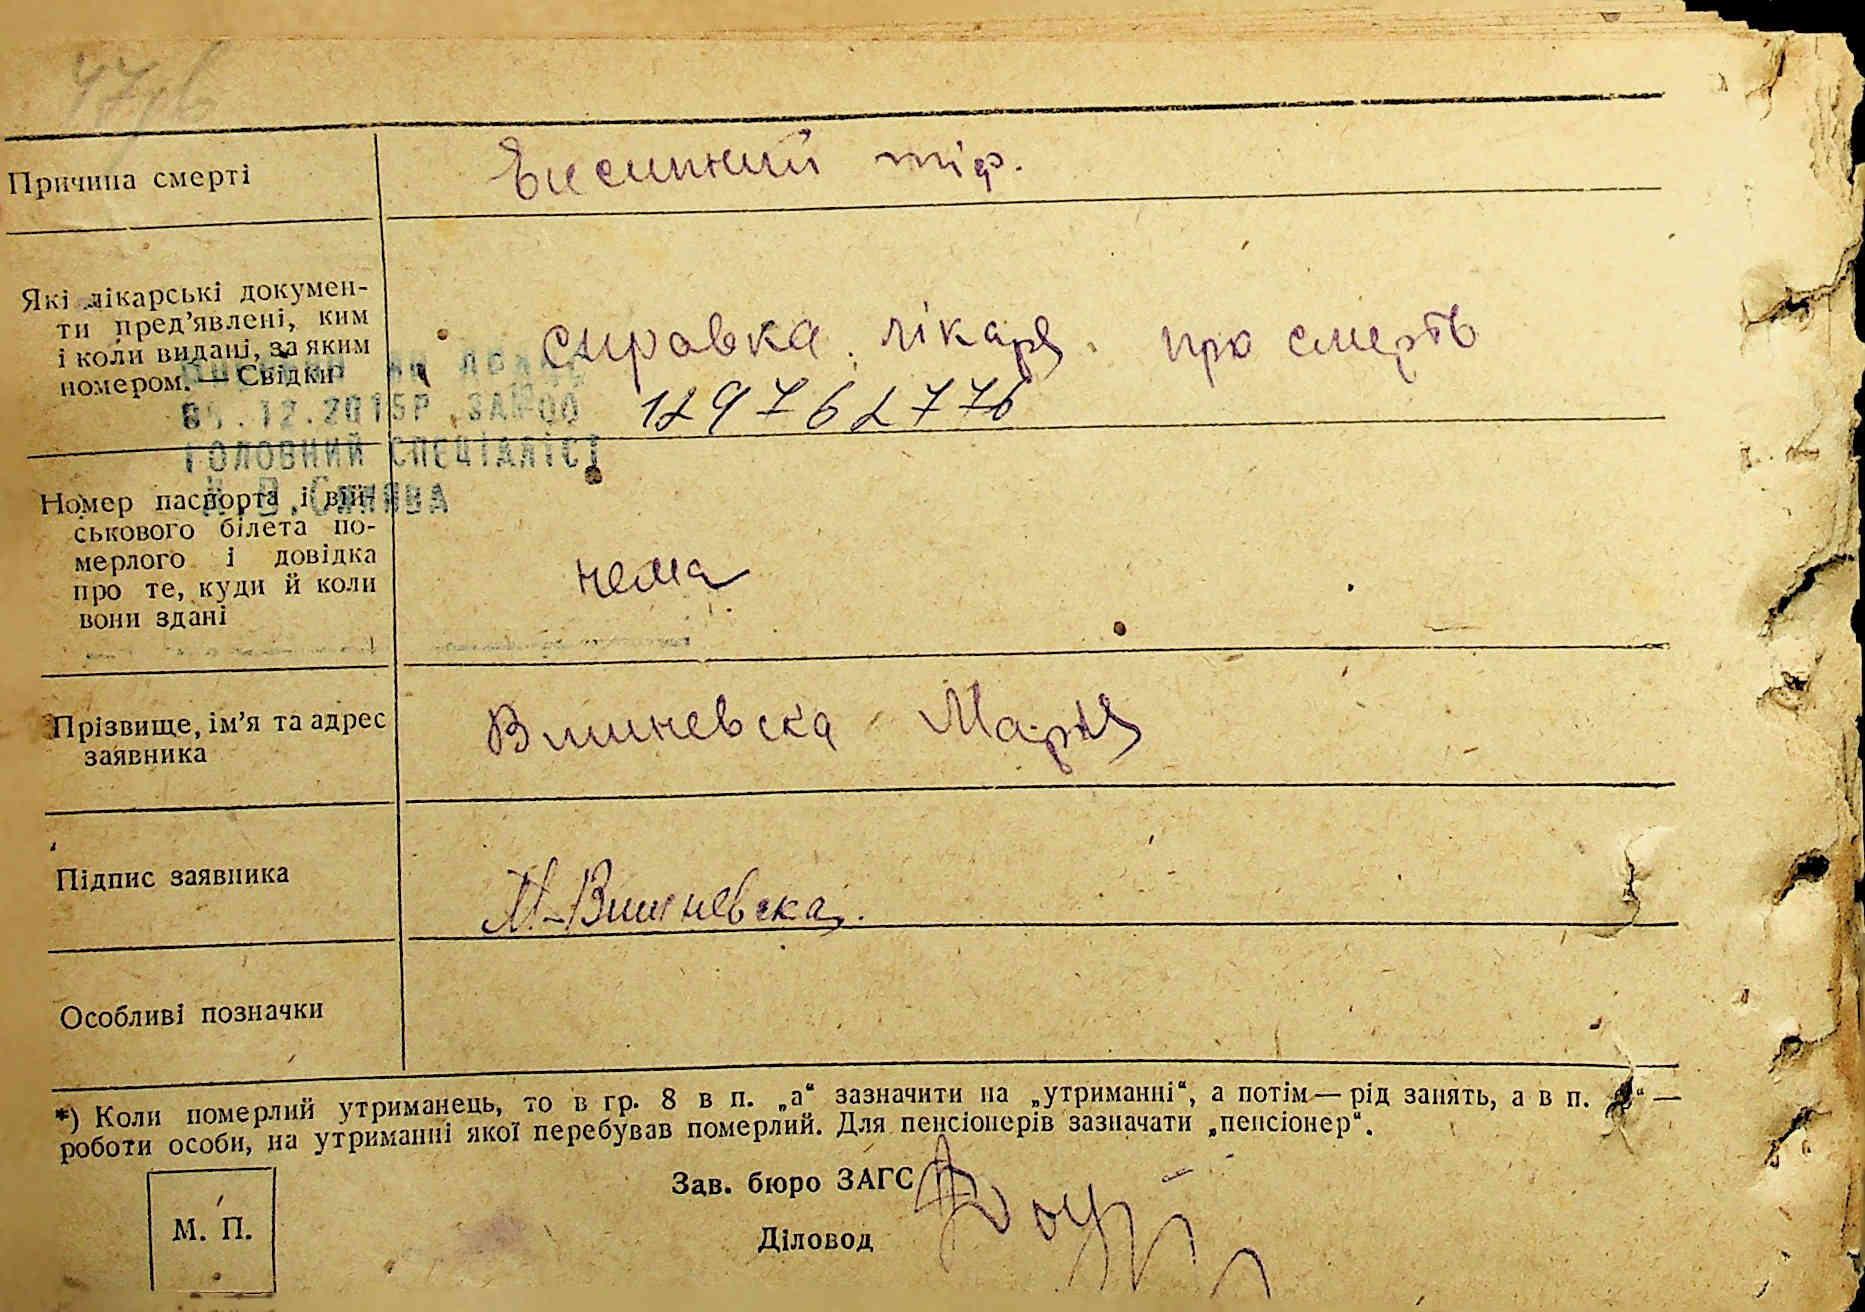 Причина смерті
Висипний тіф.
Які лікарські докумен-
ти пред'явлені, ким
і коли видані, за яким
номером. — Свідки
справка лікаря про смерть
129762776
05.12.2015Р
ГОЛОВНИЙ СПЕЦІАЛІСТ
Номер паспорта і вій-
ськового білета по-
мерлого і довідка
про те, куди й коли
вони здані
нема
Прізвище, ім'я та адрес
заявника
Вишневска Марія
Підпис заявника
М. Вишневска.
Особливі позначки
*) Коли померлий утриманець, то в гр. 8 в п. „а“ зазначити на „утриманні“, а потім — рід занять, а в п. —
роботи особи, на утриманні якої перебував померлий. Для пенсіонерів зазначати „пенсіонер“.
Зав. бюро ЗАГС
М. П.
Діловод